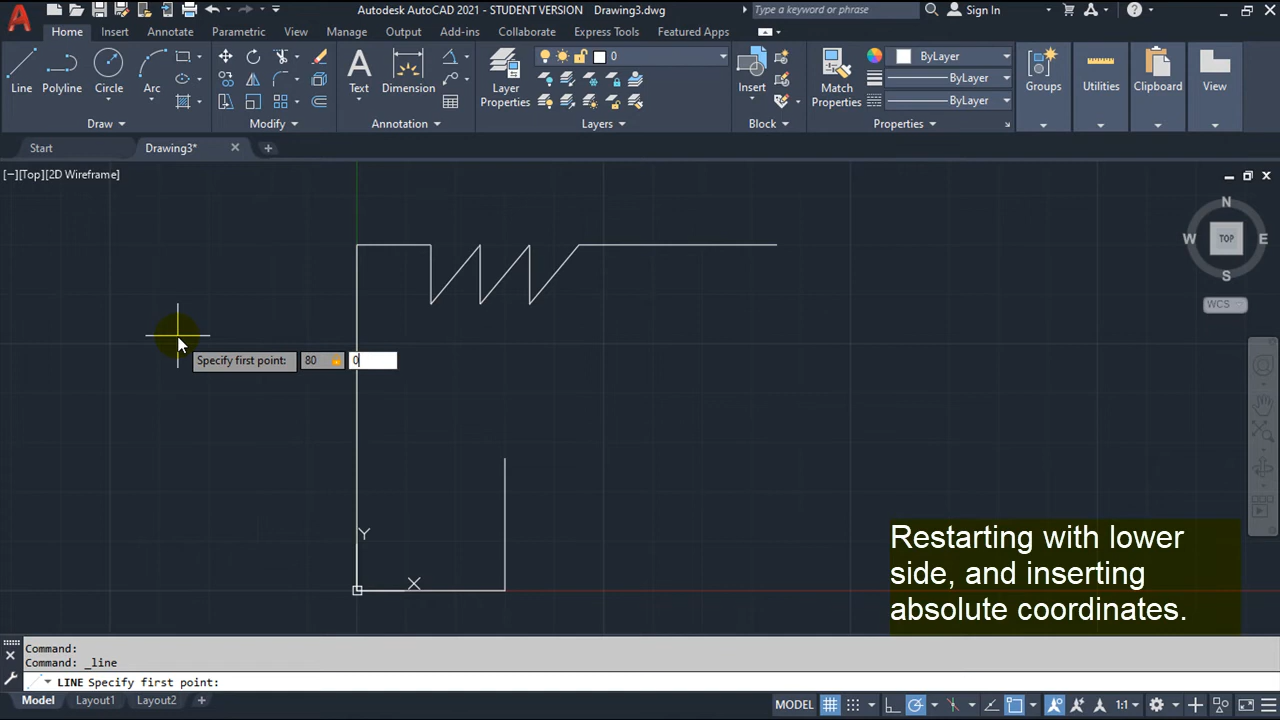 Autodesk AutoCAD 2021 - STUDENT VERSION Drawing3.dwg
Type a keyword or phrase
Sign In
Home Insert Annotate Parametric View Manage Output Add-ins Collaborate Express Tools Featured Apps
Line Polyline Circle Arc
Text Dimension
Layer Properties
0
Insert
Match Properties
ByLayer
ByLayer
ByLayer
Groups Utilities Clipboard View
Draw Modify Annotation Layers Block Properties
Start Drawing3*
[−][Top][2D Wireframe]
N
W TOP E
S
WCS
Specify first point: 80 0
Y
X
Restarting with lower
side, and inserting
absolute coordinates.
Command:
Command: _line
LINE Specify first point:
Model Layout1 Layout2
MODEL 1:1